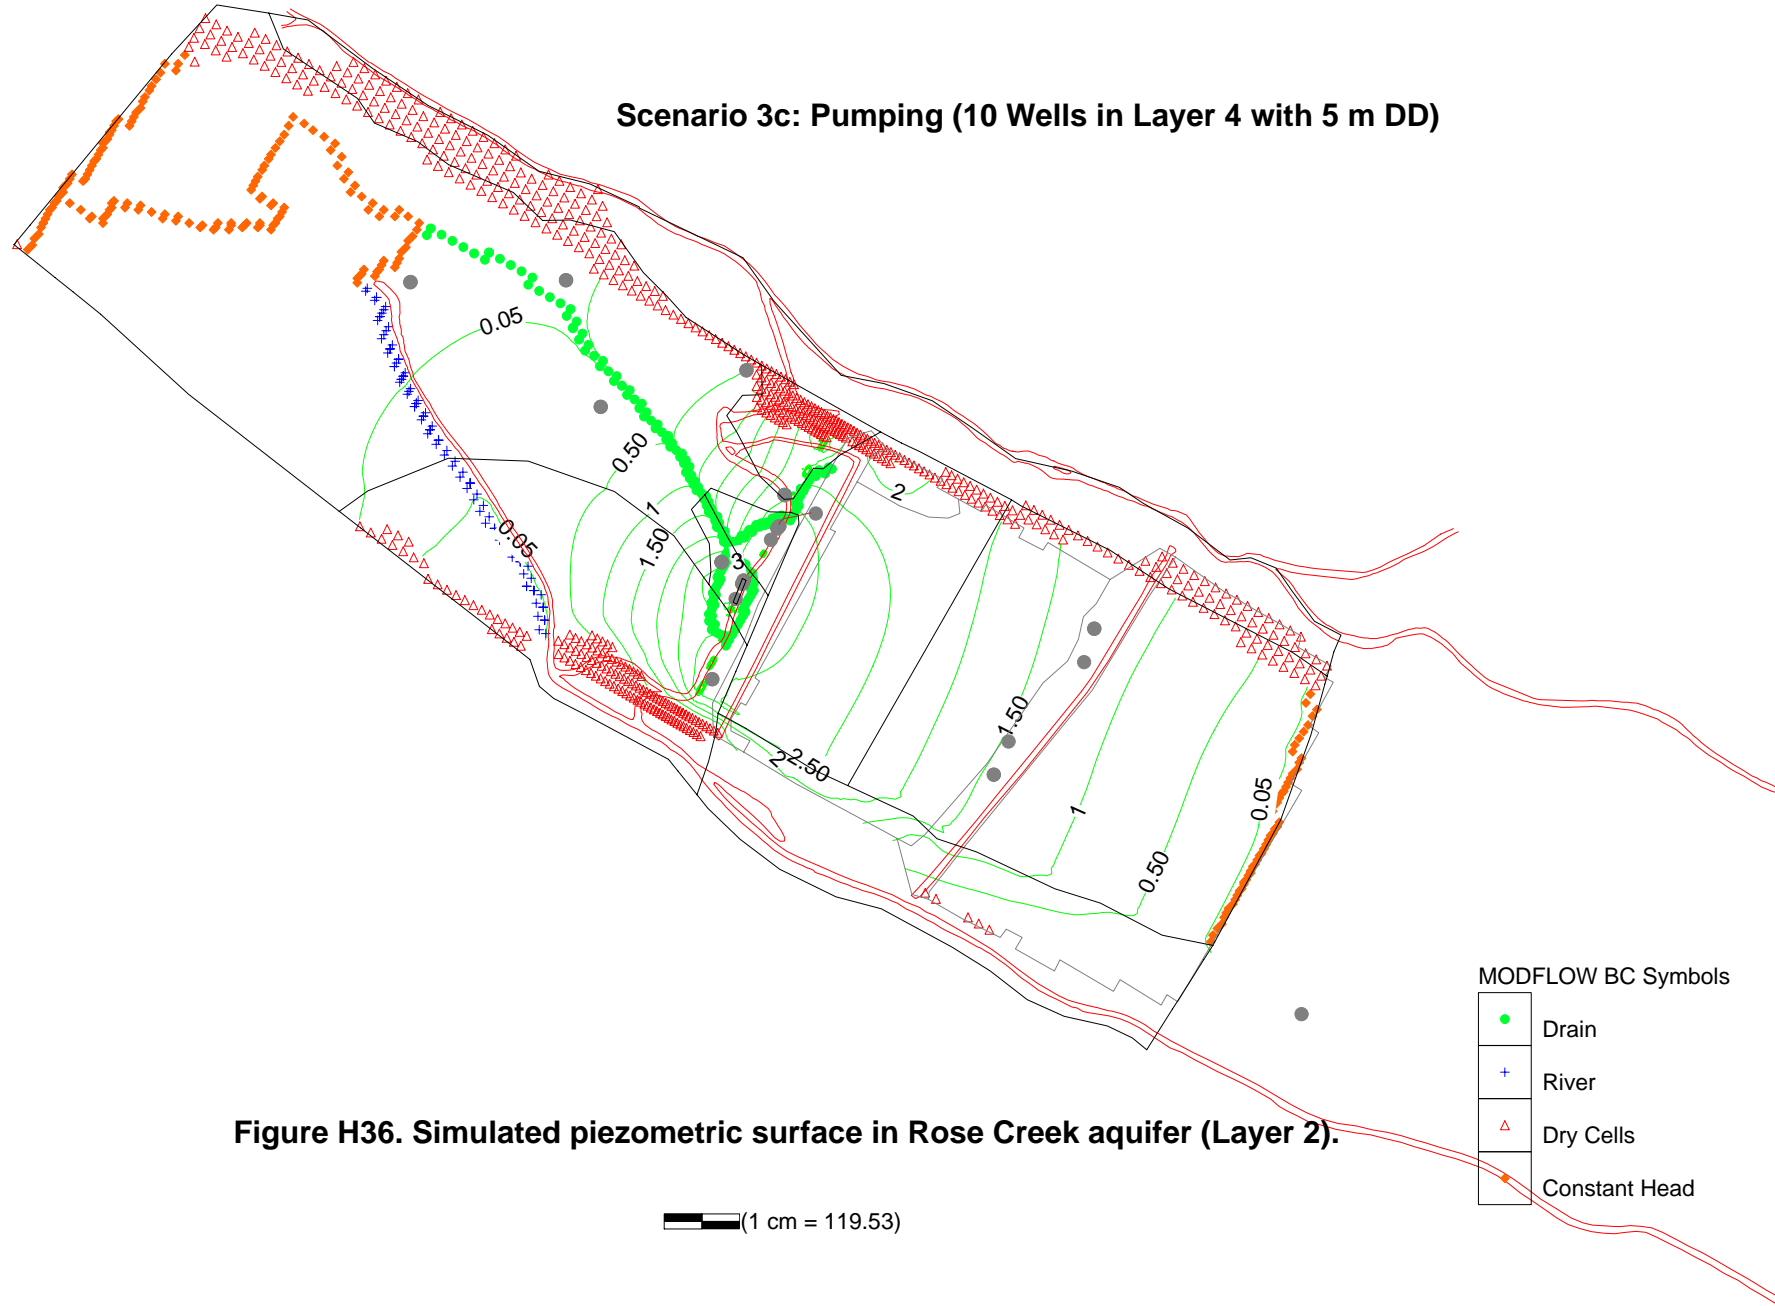 Scenario 3c: Pumping (10 Wells in Layer 4 with 5 m DD)
0.05
0.50
1
1.50
0.05
3
2
2
2.50
1.50
1
0.50
0.05
MODFLOW BC Symbols
Drain
River
Dry Cells
Constant Head
Figure H36. Simulated piezometric surface in Rose Creek aquifer (Layer 2).
(1 cm = 119.53)